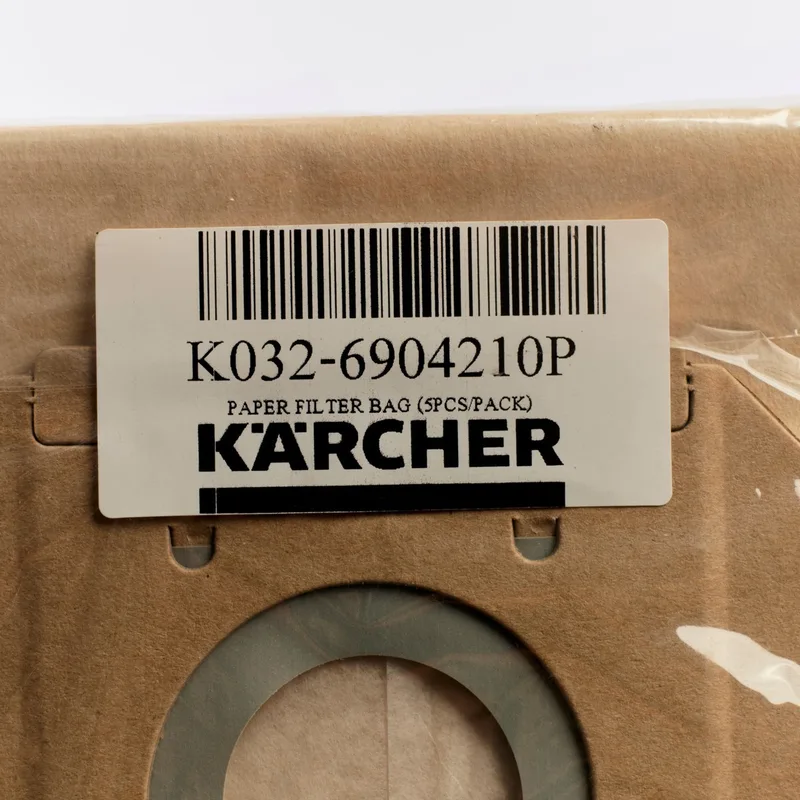 K032-6904210P
PAPER FILTER BAG (5PCS/PACK)
KÄRCHER